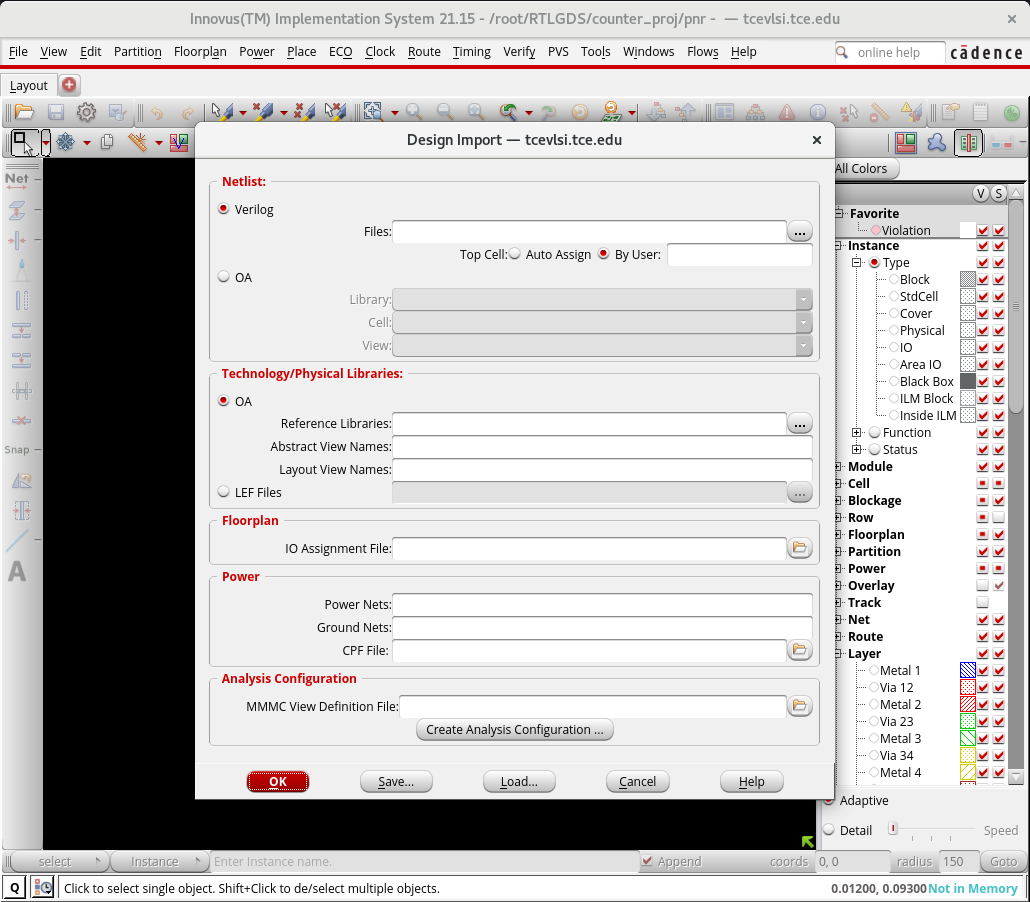 Innovus(TM) Implementation System 21.15 - /root/RTLGDS/counter_proj/pnr - — tcevlsi.tce.edu
File View Edit Partition Floorplan Power Place ECO Clock Route Timing Verify PVS Tools Windows Flows Help
online help
cādence
Layout
Design Import — tcevlsi.tce.edu
All Colors
Net
Snap
A
Netlist:
Verilog
Files:
...
Top Cell: Auto Assign By User:
OA
Library:
Cell:
View:
Technology/Physical Libraries:
OA
Reference Libraries:
...
Abstract View Names:
Layout View Names:
LEF Files
...
Floorplan
IO Assignment File:
Power
Power Nets:
Ground Nets:
CPF File:
Analysis Configuration
MMMC View Definition File:
Create Analysis Configuration ...
OK Save... Load... Cancel Help
V S
Favorite
Violation
Instance
Type
Block
StdCell
Cover
Physical
IO
Area IO
Black Box
ILM Block
Inside ILM
Function
Status
Module
Cell
Blockage
Row
Floorplan
Partition
Power
Overlay
Track
Net
Route
Layer
Metal 1
Via 12
Metal 2
Via 23
Metal 3
Via 34
Metal 4
Adaptive
Detail Speed
select Instance Enter Instance name. Append coords 0, 0 radius 150 Goto
Q Click to select single object. Shift+Click to de/select multiple objects. 0.01200, 0.09300 Not in Memory